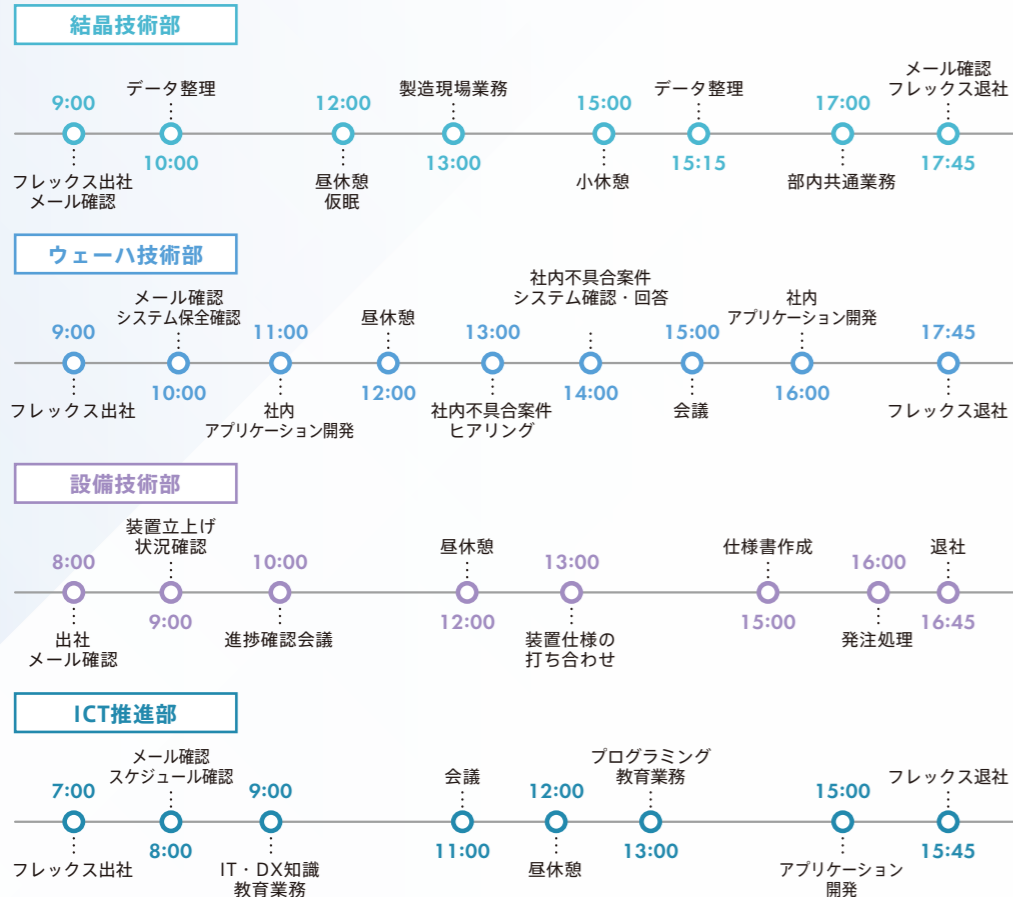 結晶技術部
9:00
フレックス出社
メール確認
データ整理
10:00
12:00
昼休憩
仮眠
製造現場業務
13:00
15:00
小休憩
データ整理
15:15
17:00
部内共通業務
メール確認
フレックス退社
17:45
ウェーハ技術部
9:00
フレックス出社
メール確認
システム保全確認
10:00
11:00
社内
アプリケーション開発
昼休憩
12:00
13:00
社内不具合案件
ヒアリング
社内不具合案件
システム確認・回答
14:00
15:00
会議
社内
アプリケーション開発
16:00
17:45
フレックス退社
設備技術部
8:00
出社
メール確認
装置立上げ
状況確認
9:00
10:00
進捗確認会議
昼休憩
12:00
13:00
装置仕様の
打ち合わせ
仕様書作成
15:00
16:00
発注処理
退社
16:45
ICT推進部
7:00
フレックス出社
メール確認
スケジュール確認
8:00
9:00
IT・DX知識
教育業務
会議
11:00
12:00
昼休憩
プログラミング
教育業務
13:00
15:00
アプリケーション
開発
フレックス退社
15:45